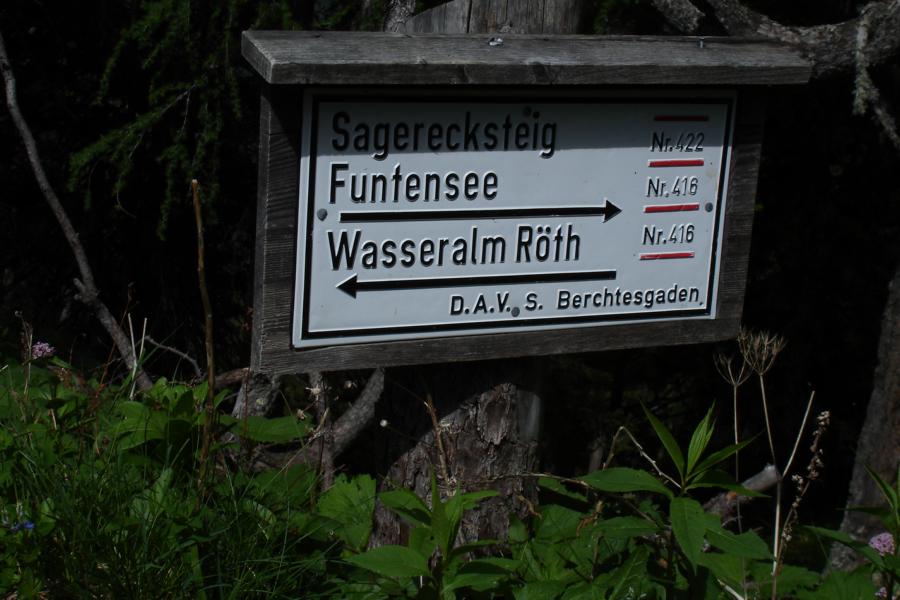 Sagerecksteig Nr. 422
Funtensee Nr. 416
Wasseralm Röth Nr. 416
D.A.V. S. Berchtesgaden